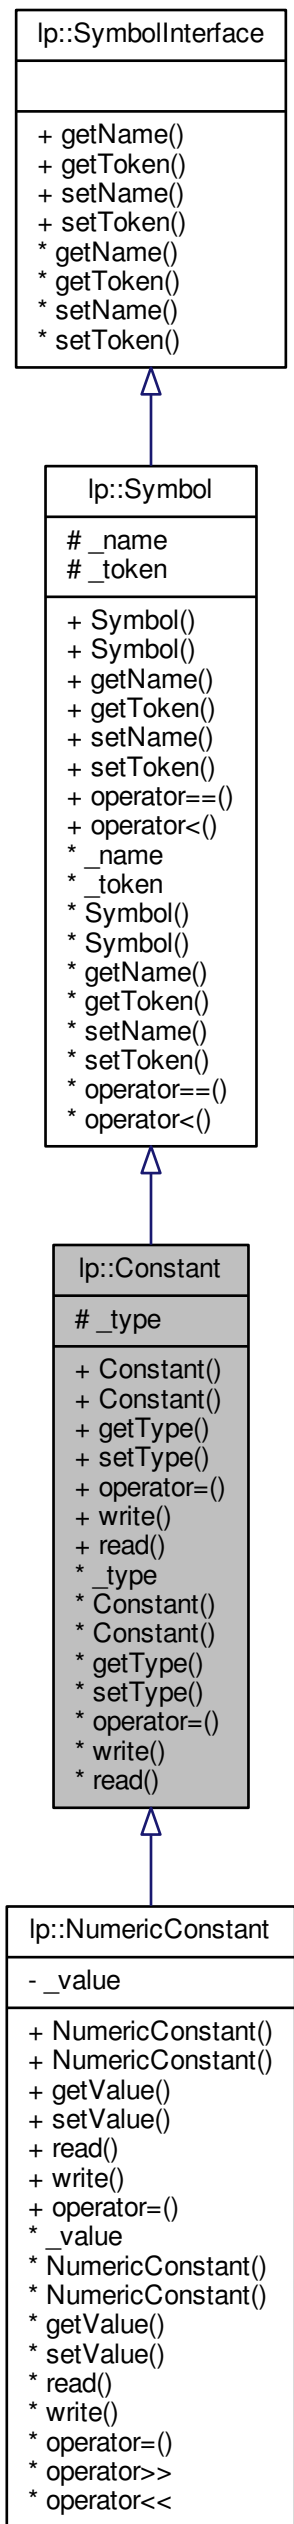 lp::SymbolInterface
+ getName()
+ getToken()
+ setName()
+ setToken()
* getName()
* getToken()
* setName()
* setToken()
lp::Symbol
# _name
# _token
+ Symbol()
+ Symbol()
+ getName()
+ getToken()
+ setName()
+ setToken()
+ operator==()
+ operator<()
* _name
* _token
* Symbol()
* Symbol()
* getName()
* getToken()
* setName()
* setToken()
* operator==()
* operator<()
lp::Constant
# _type
+ Constant()
+ Constant()
+ getType()
+ setType()
+ operator=()
+ write()
+ read()
* _type
* Constant()
* Constant()
* getType()
* setType()
* operator=()
* write()
* read()
lp::NumericConstant
- _value
+ NumericConstant()
+ NumericConstant()
+ getValue()
+ setValue()
+ read()
+ write()
+ operator=()
* _value
* NumericConstant()
* NumericConstant()
* getValue()
* setValue()
* read()
* write()
* operator=()
* operator>>
* operator<<